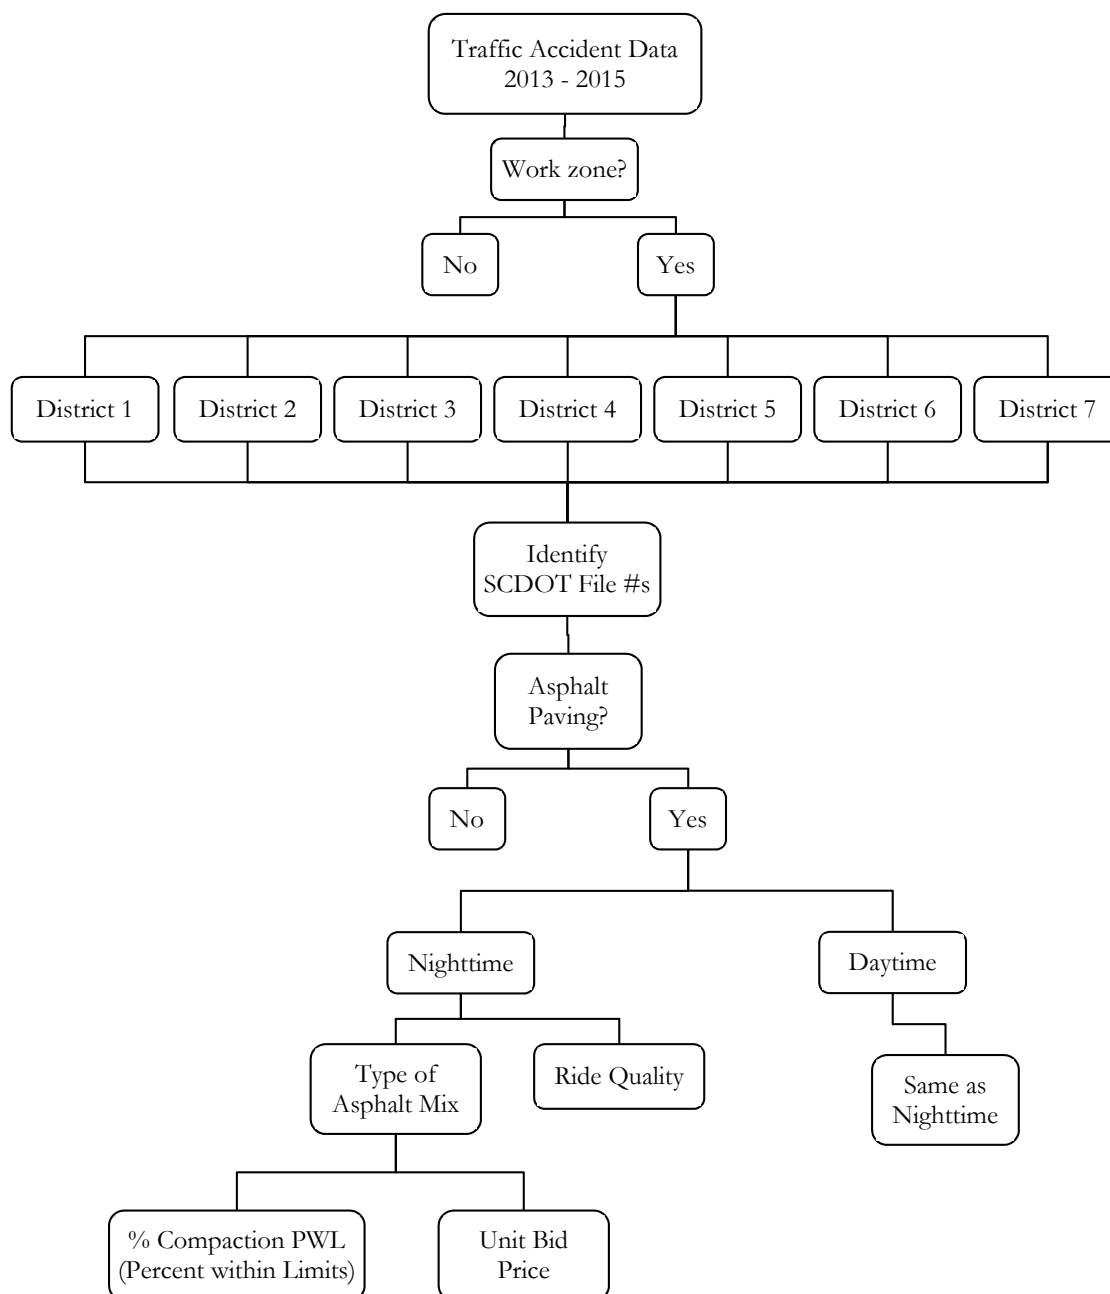 Traffic Accident Data
2013 - 2015
Work zone?
No
Yes
District 1
District 2
District 3
District 4
District 5
District 6
District 7
Identify
SCDOT File #s
Asphalt
Paving?
No
Yes
Nighttime
Daytime
Type of
Asphalt Mix
Ride Quality
Same as
Nighttime
% Compaction PWL
(Percent within Limits)
Unit Bid
Price